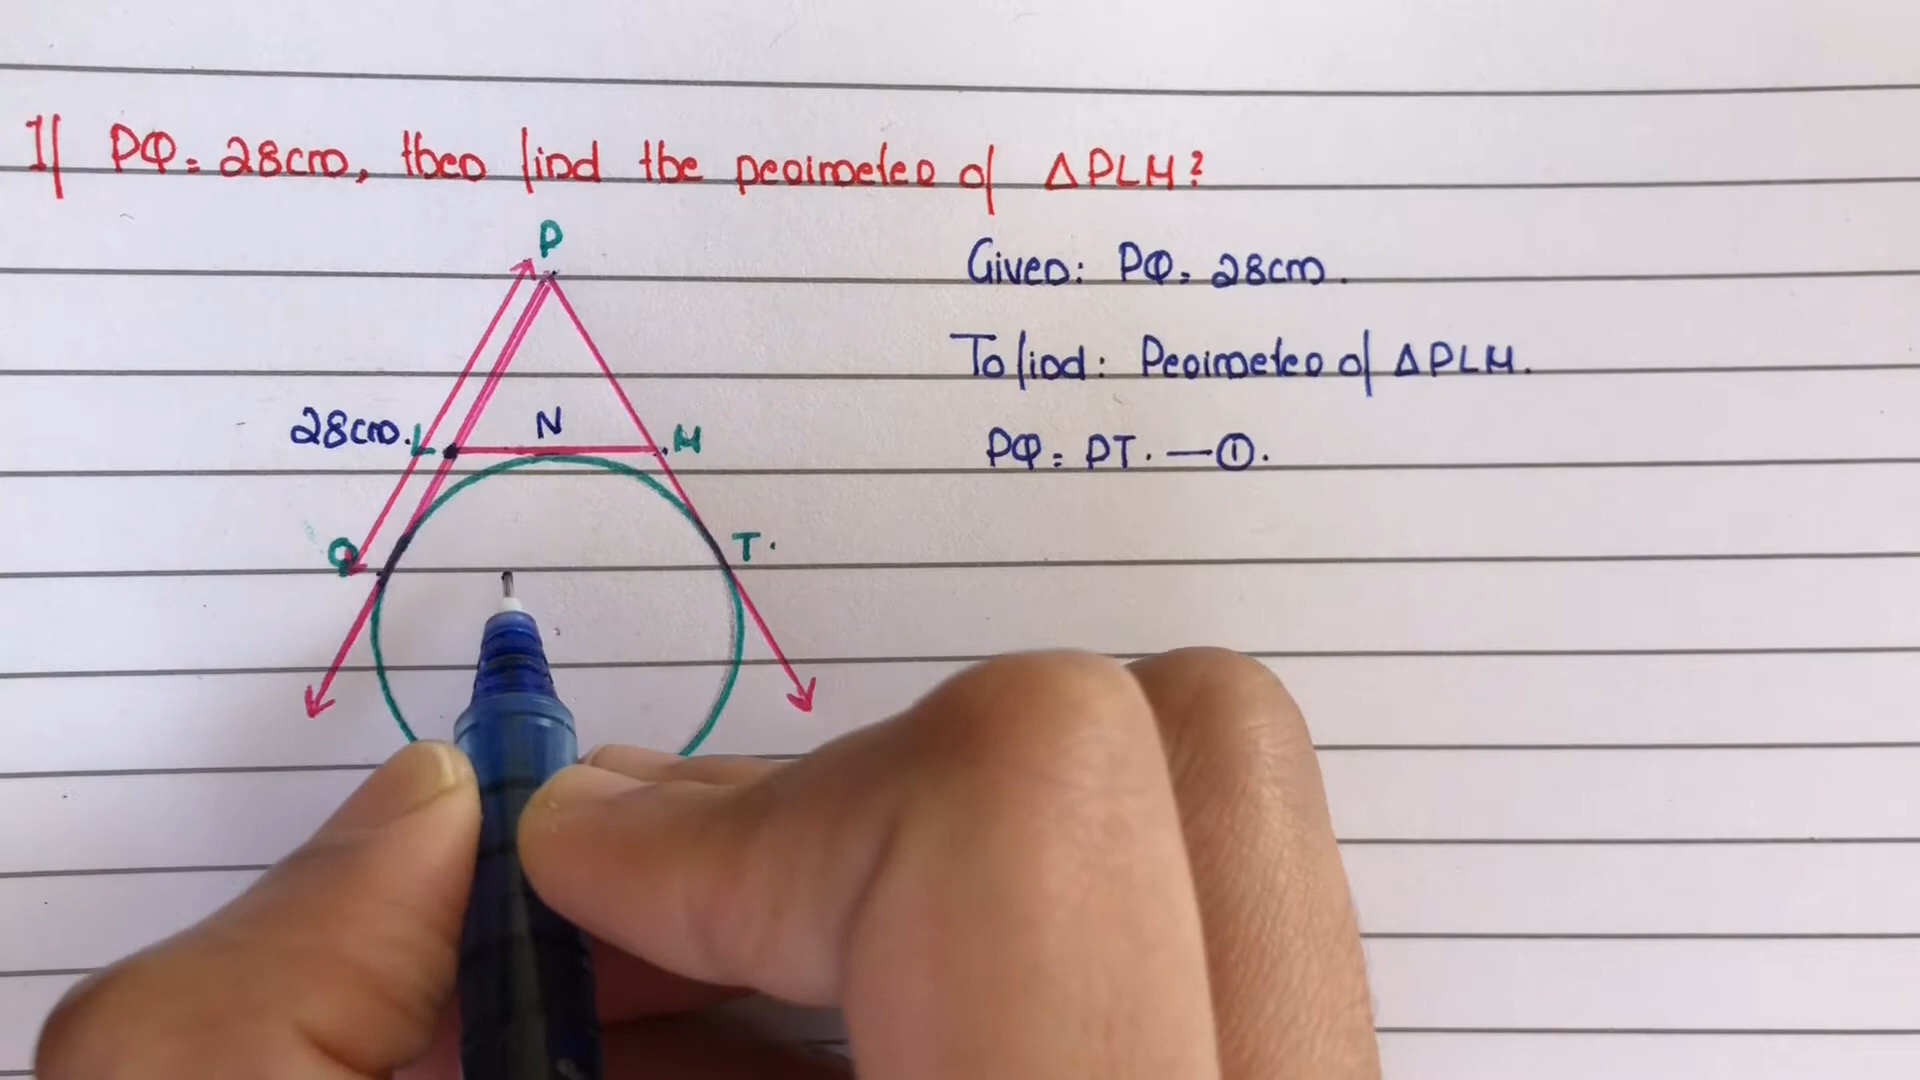 If PQ = 28cm, then find the perimeter of ΔPLM?
P
Given: PQ = 28cm.
To find: Perimeter of ΔPLM.
28cm. L N M
PQ = PT. — ①.
Q T.